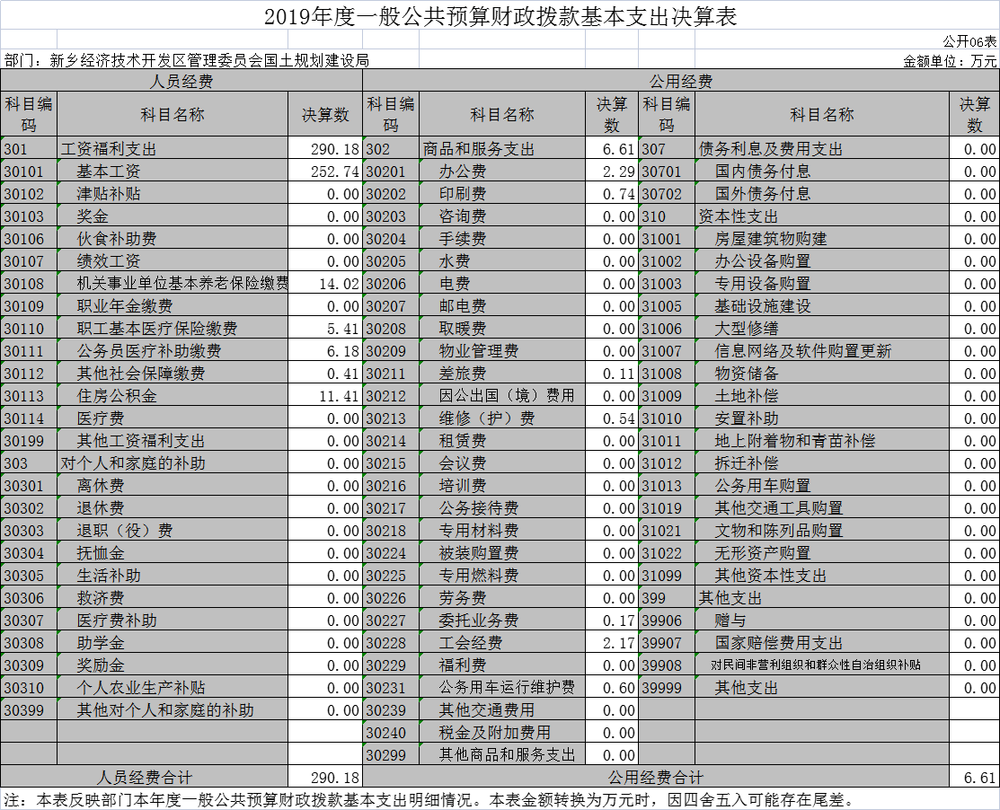 2019年度一般公共预算财政拨款基本支出决算表
公开06表
部门：新乡经济技术开发区管理委员会国土规划建设局 金额单位：万元
人员经费 公用经费
科目编码 科目名称 决算数 科目编码 科目名称 决算数 科目编码 科目名称 决算数
301 工资福利支出 290.18 302 商品和服务支出 6.61 307 债务利息及费用支出 0.00
30101 基本工资 252.74 30201 办公费 2.29 30701 国内债务付息 0.00
30102 津贴补贴 0.00 30202 印刷费 0.74 30702 国外债务付息 0.00
30103 奖金 0.00 30203 咨询费 0.00 310 资本性支出 0.00
30106 伙食补助费 0.00 30204 手续费 0.00 31001 房屋建筑物购建 0.00
30107 绩效工资 0.00 30205 水费 0.00 31002 办公设备购置 0.00
30108 机关事业单位基本养老保险缴费 14.02 30206 电费 0.00 31003 专用设备购置 0.00
30109 职业年金缴费 0.00 30207 邮电费 0.00 31005 基础设施建设 0.00
30110 职工基本医疗保险缴费 5.41 30208 取暖费 0.00 31006 大型修缮 0.00
30111 公务员医疗补助缴费 6.18 30209 物业管理费 0.00 31007 信息网络及软件购置更新 0.00
30112 其他社会保障缴费 0.41 30211 差旅费 0.11 31008 物资储备 0.00
30113 住房公积金 11.41 30212 因公出国（境）费用 0.00 31009 土地补偿 0.00
30114 医疗费 0.00 30213 维修（护）费 0.54 31010 安置补助 0.00
30199 其他工资福利支出 0.00 30214 租赁费 0.00 31011 地上附着物和青苗补偿 0.00
303 对个人和家庭的补助 0.00 30215 会议费 0.00 31012 拆迁补偿 0.00
30301 离休费 0.00 30216 培训费 0.00 31013 公务用车购置 0.00
30302 退休费 0.00 30217 公务接待费 0.00 31019 其他交通工具购置 0.00
30303 退职（役）费 0.00 30218 专用材料费 0.00 31021 文物和陈列品购置 0.00
30304 抚恤金 0.00 30224 被装购置费 0.00 31022 无形资产购置 0.00
30305 生活补助 0.00 30225 专用燃料费 0.00 31099 其他资本性支出 0.00
30306 救济费 0.00 30226 劳务费 0.00 399 其他支出 0.00
30307 医疗费补助 0.00 30227 委托业务费 0.17 39906 赠与 0.00
30308 助学金 0.00 30228 工会经费 2.17 39907 国家赔偿费用支出 0.00
30309 奖励金 0.00 30229 福利费 0.00 39908 对民间非营利组织和群众性自治组织补贴 0.00
30310 个人农业生产补贴 0.00 30231 公务用车运行维护费 0.60 39999 其他支出 0.00
30399 其他对个人和家庭的补助 0.00 30239 其他交通费用 0.00
30240 税金及附加费用 0.00
30299 其他商品和服务支出 0.00
人员经费合计 290.18 公用经费合计 6.61
注：本表反映部门本年度一般公共预算财政拨款基本支出明细情况。本表金额转换为万元时，因四舍五入可能存在尾差。